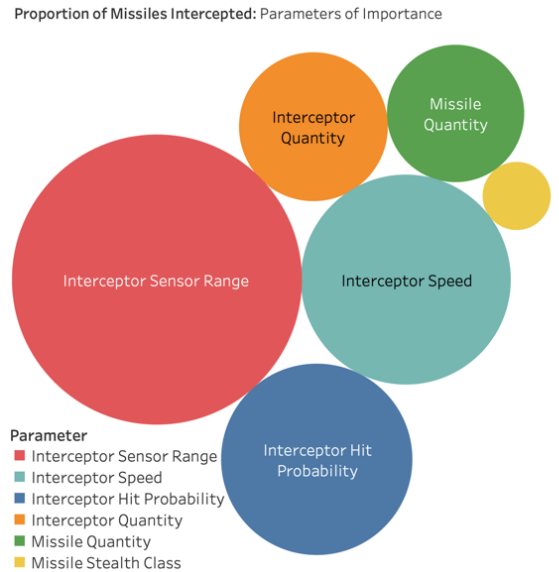 Proportion of Missiles Intercepted: Parameters of Importance
Interceptor
Quantity
Missile
Quantity
Interceptor Sensor Range
Interceptor Speed
Interceptor Hit
Probability
Parameter
Interceptor Sensor Range
Interceptor Speed
Interceptor Hit Probability
Interceptor Quantity
Missile Quantity
Missile Stealth Class